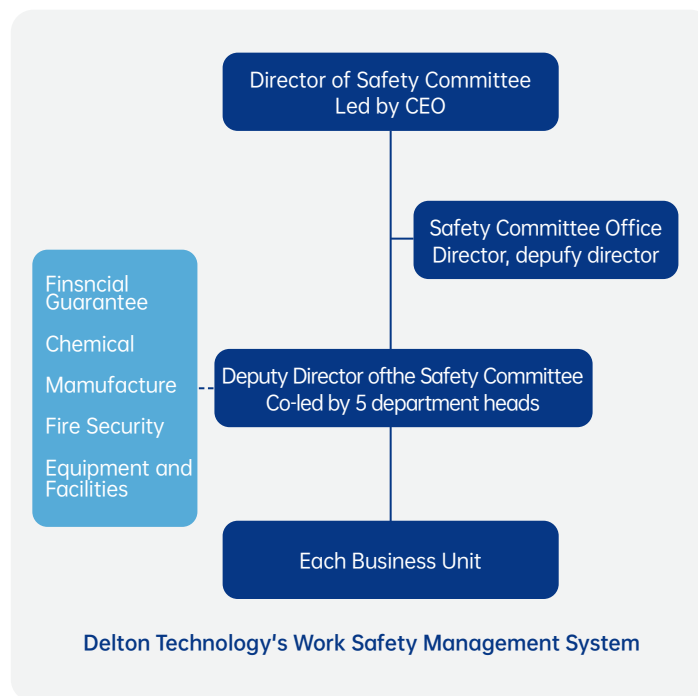 Director of Safety Committee
Led by CEO
Safety Committee Office
Director, depufy director
Finsncial
Guarantee
Chemical
Mamufacture
Fire Security
Equipment and
Facilities
Deputy Director ofthe Safety Committee
Co-led by 5 department heads
Each Business Unit
Delton Technology's Work Safety Management System